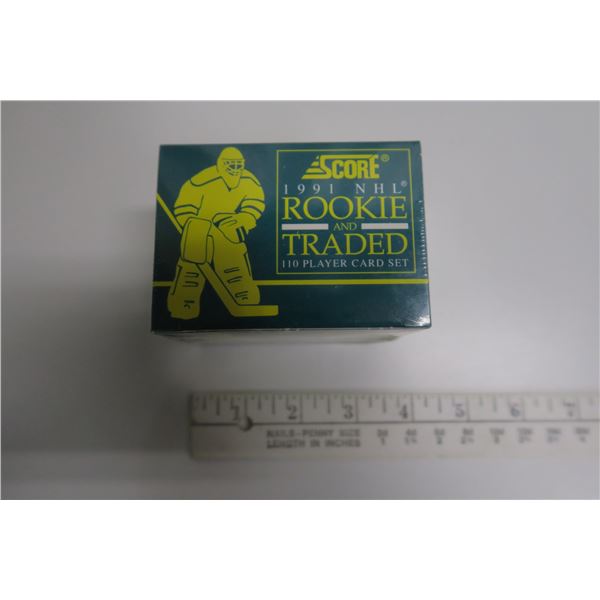 SCORE®
1991 NHL®
ROOKIE
AND
TRADED
110 PLAYER CARD SET
1 2 3 4 5 6 7
NAILS-PENNY SIZE
LENGTH IN INCHES